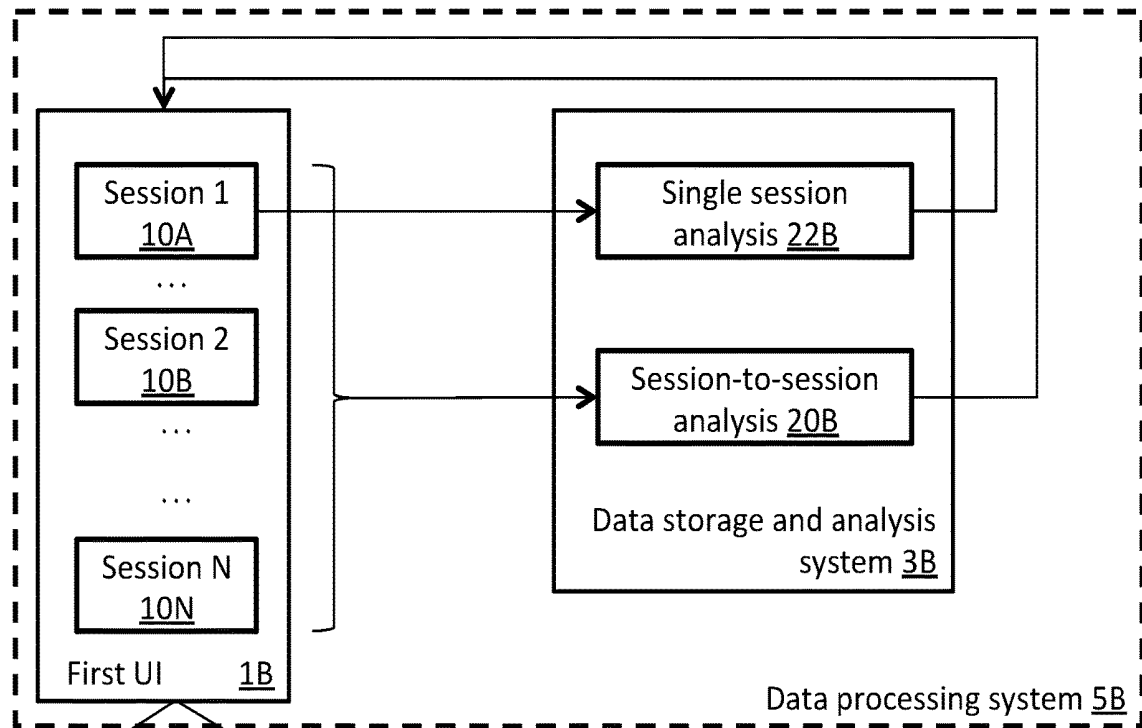 Session 1
10A
...
Session 2
10B
...
...
Session N
10N
First UI 1B
Single session
analysis 22B
Session-to-session
analysis 20B
Data storage and analysis
system 3B
Data processing system 5B